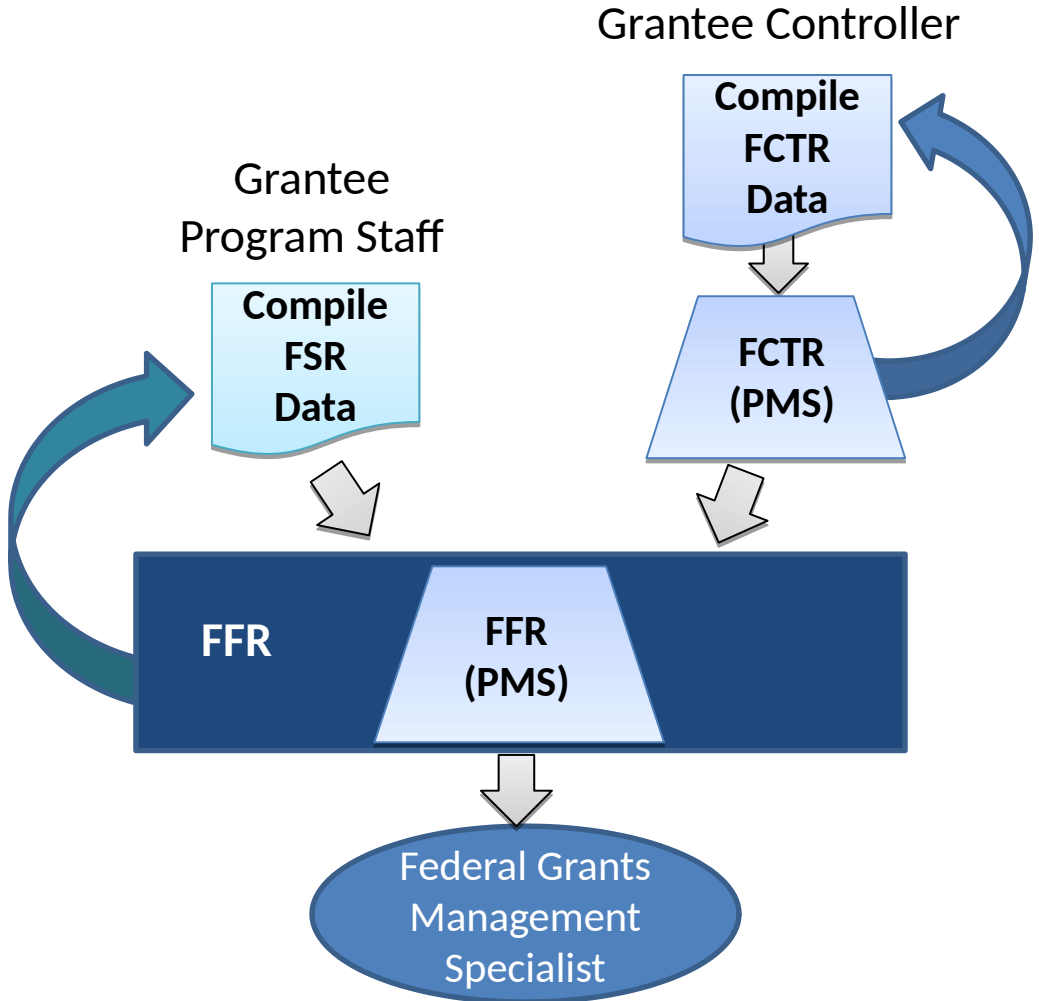 Grantee Controller
Compile
FCTR
Data
Grantee
Program Staff
Compile
FSR
Data
FCTR
(PMS)
FFR
FFR
(PMS)
Federal Grants
Management
Specialist